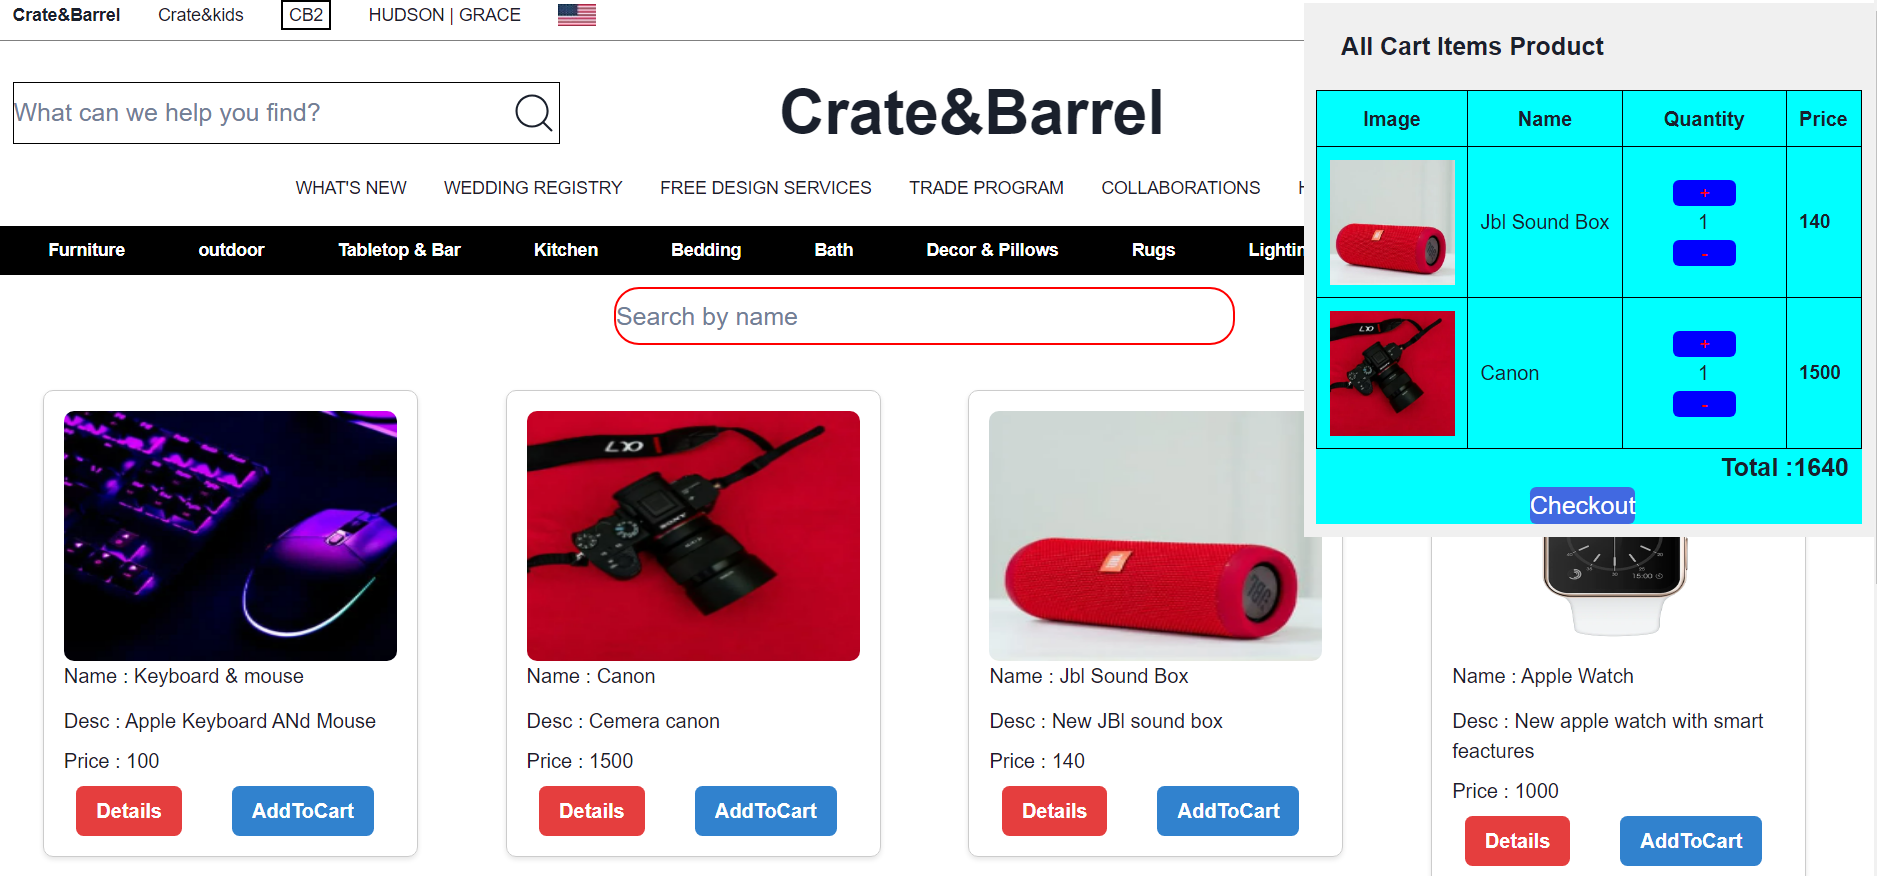 Crate&Barrel Crate&kids CB2 HUDSON | GRACE
What can we help you find?
Crate&Barrel
WHAT'S NEW WEDDING REGISTRY FREE DESIGN SERVICES TRADE PROGRAM COLLABORATIONS
Furniture outdoor Tabletop & Bar Kitchen Bedding Bath Decor & Pillows Rugs Lightin
Search by name
All Cart Items Product
Image Name Quantity Price
+
Jbl Sound Box 1 140
-
+
Canon 1 1500
-
Total :1640
Checkout
SONY
JBL
15:00
Name : Keyboard & mouse
Desc : Apple Keyboard ANd Mouse
Price : 100
Details AddToCart
Name : Canon
Desc : Cemera canon
Price : 1500
Details AddToCart
Name : Jbl Sound Box
Desc : New JBl sound box
Price : 140
Details AddToCart
Name : Apple Watch
Desc : New apple watch with smart
feactures
Price : 1000
Details AddToCart